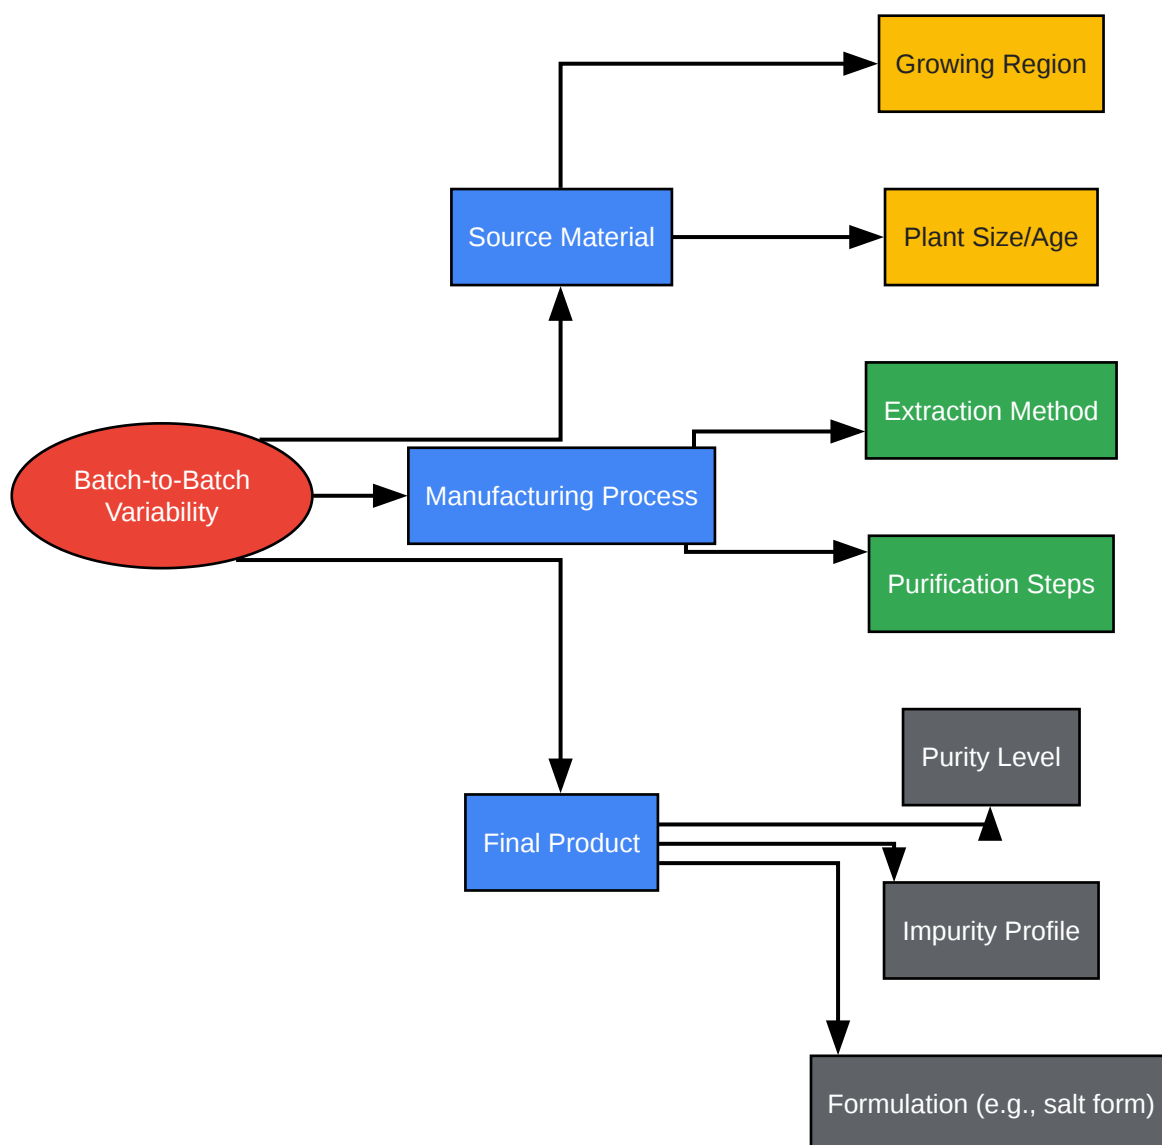 Growing Region
Source Material
Plant Size/Age
Extraction Method
Batch-to-Batch
Variability
Manufacturing Process
Purification Steps
Purity Level
Final Product
Impurity Profile
Formulation (e.g., salt form)